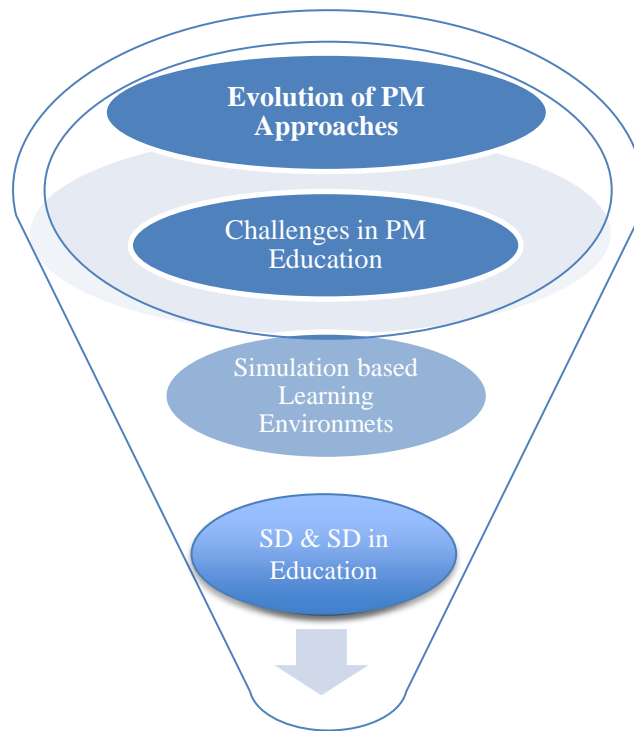 Evolution of PM
Approaches
Challenges in PM
Education
Simulation based
Learning
Environmets
SD & SD in
Education